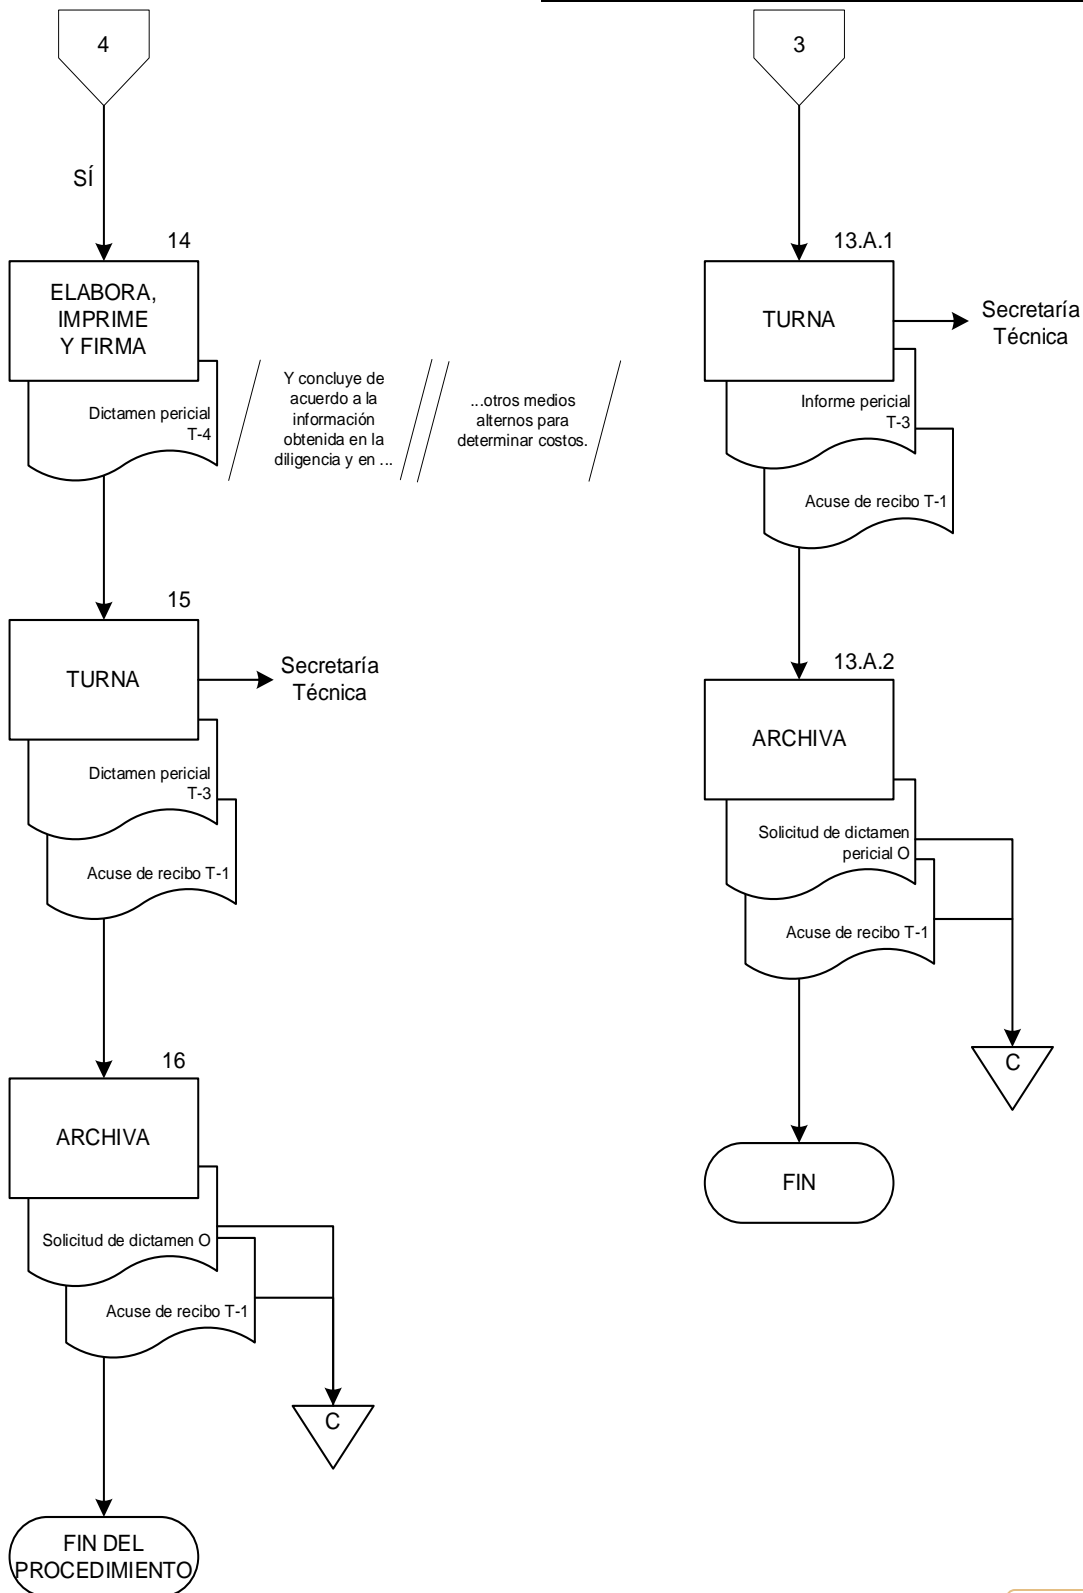 4
SÍ
14
ELABORA,
IMPRIME
Y FIRMA
Dictamen pericial
T-4
Y concluye de
acuerdo a la
información
obtenida en la
diligencia y en ...
...otros medios
alternos para
determinar costos.
15
TURNA
Secretaría
Técnica
Dictamen pericial
T-3
Acuse de recibo T-1
16
ARCHIVA
Solicitud de dictamen O
Acuse de recibo T-1
C
FIN DEL
PROCEDIMIENTO
3
13.A.1
TURNA
Secretaría
Técnica
Informe pericial
T-3
Acuse de recibo T-1
13.A.2
ARCHIVA
Solicitud de dictamen
pericial O
Acuse de recibo T-1
C
FIN